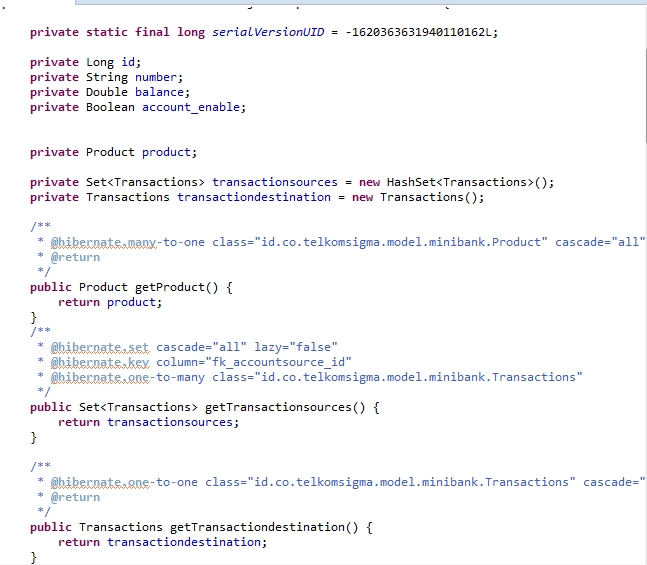 private static final long serialVersionUID = -1620363631940110162L;
private Long id;
private String number;
private Double balance;
private Boolean account_enable;
private Product product;
private Set<Transactions> transactionsources = new HashSet<Transactions>();
private Transactions transactiondestination = new Transactions();
/**
* @hibernate.many-to-one class="id.co.telkomsigma.model.minibank.Product" cascade="all"
* @return
*/
public Product getProduct() {
return product;
}
/**
* @hibernate.set cascade="all" lazy="false"
* @hibernate.key column="fk_accountsource_id"
* @hibernate.one-to-many class="id.co.telkomsigma.model.minibank.Transactions"
*/
public Set<Transactions> getTransactionsources() {
return transactionsources;
}
/**
* @hibernate.one-to-one class="id.co.telkomsigma.model.minibank.Transactions" cascade="
* @return
*/
public Transactions getTransactiondestination() {
return transactiondestination;
}